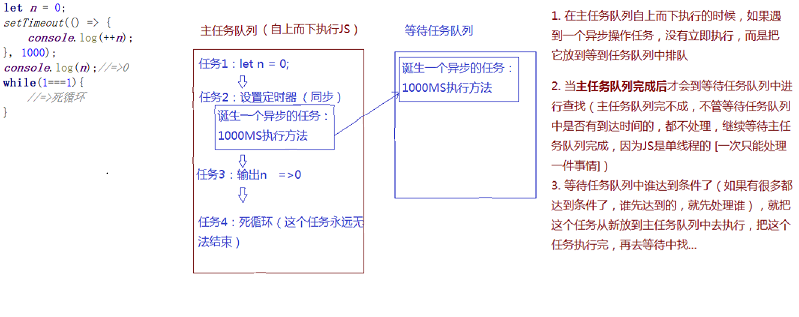 let n = 0;
setTimeout(() => {
console.log(++n);
}, 1000);
console.log(n);//=>0
while(1===1){
//=>死循环
}
主任务队列（自上而下执行JS）
任务1：let n = 0;
任务2：设置定时器（同步）
诞生一个异步的任务：
1000MS执行方法
任务3：输出n =>0
任务4：死循环（这个任务永远无
法结束）
等待任务队列
诞生一个异步的任务：
1000MS执行方法
1. 在主任务队列自上而下执行的时候，如果遇
到一个异步操作任务，没有立即执行，而是把
它放到等到任务队列中排队
2. 当主任务队列完成后才会到等待任务队列中进
行查找（主任务队列完不成，不管等待任务队列
中是否有到达时间的，都不处理，继续等待主任
务队列完成，因为JS是单线程的 [一次只能处理
一件事情]）
3. 等待任务队列中谁达到条件了（如果有很多都
达到条件了，谁先达到的，就先处理谁），就把
这个任务从新放到主任务队列中去执行，把这个
任务执行完，再去等待中找...